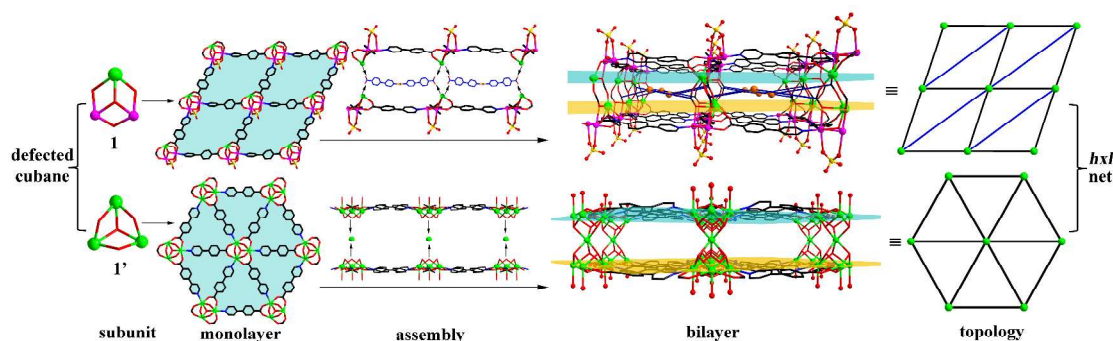 1
defected
cubane
1'
≡
≡
hxl
net
subunit
monolayer
assembly
bilayer
topology